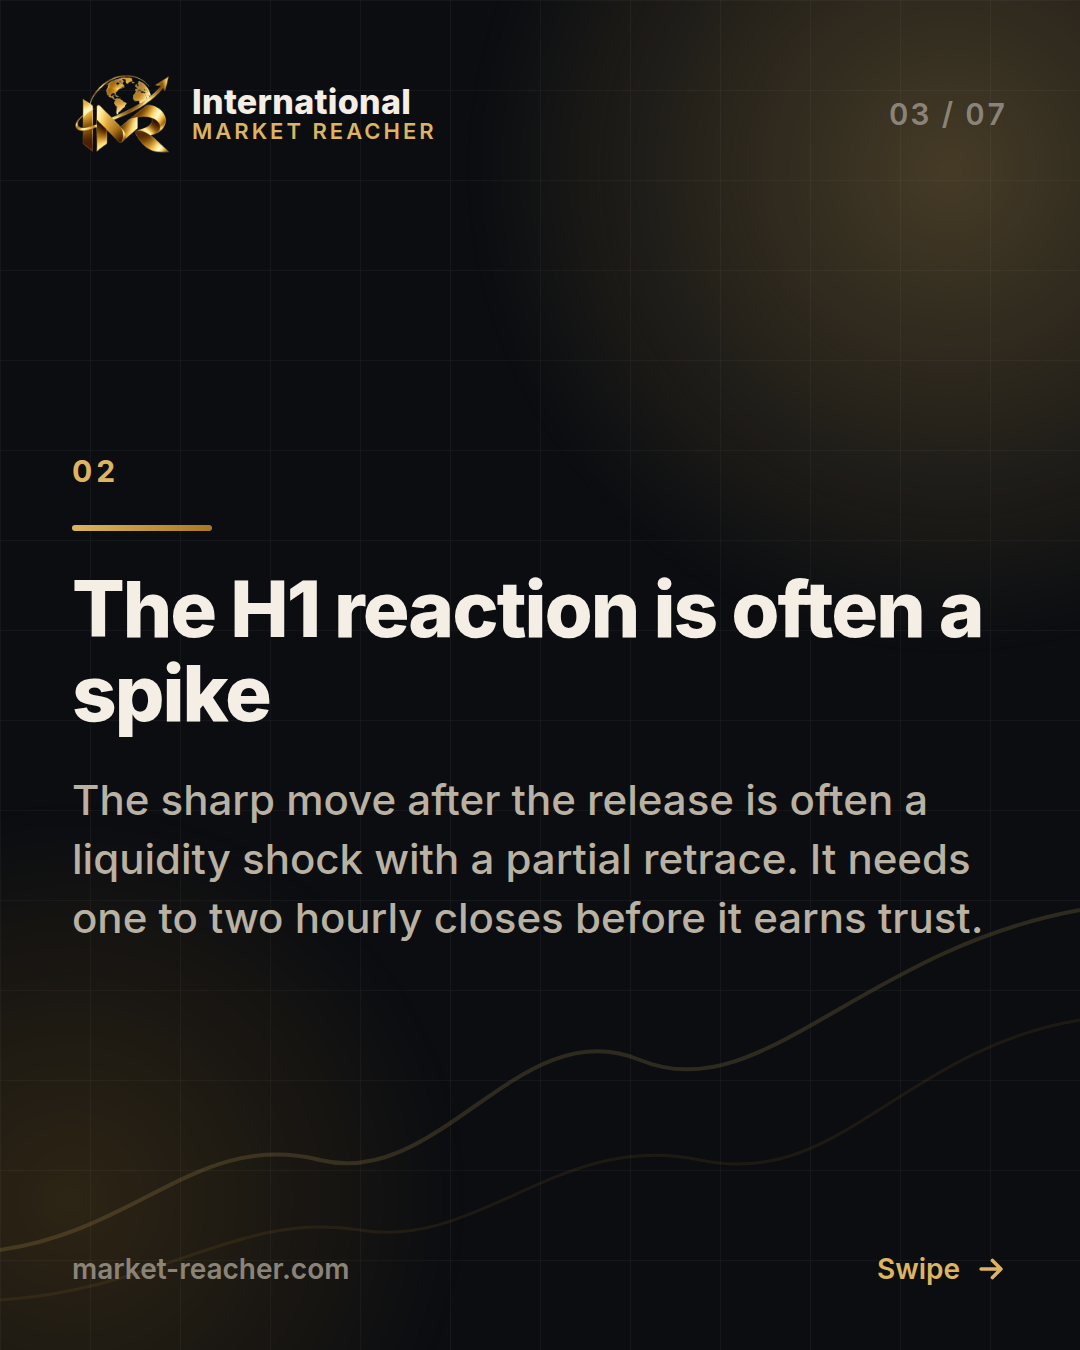 International
MARKET REACHER
03 / 07
02
The H1 reaction is often a
spike
The sharp move after the release is often a
liquidity shock with a partial retrace. It needs
one to two hourly closes before it earns trust.
market-reacher.com
Swipe →